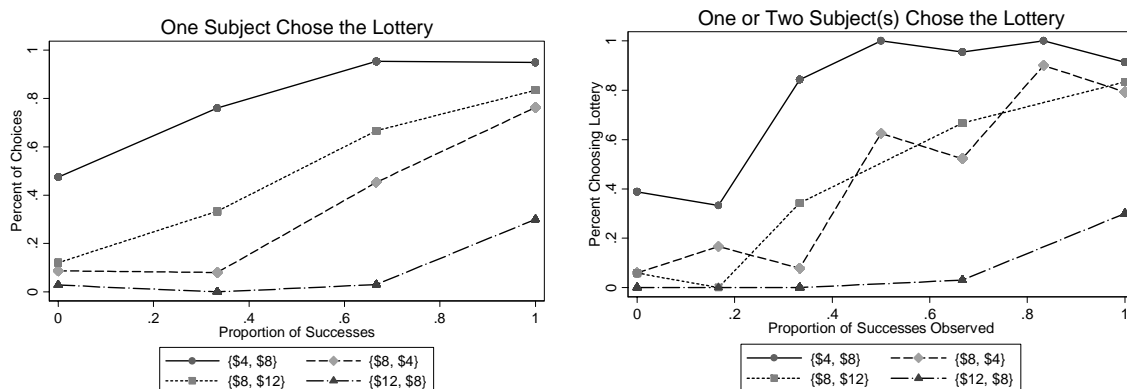 One Subject Chose the Lottery
Percent of Choices
1
.8
.6
.4
.2
0
0 .2 .4 .6 .8 1
Proportion of Successes
{$4, $8} {$8, $4}
{$8, $12} {$12, $8}
One or Two Subject(s) Chose the Lottery
Percent Choosing Lottery
1
.8
.6
.4
.2
0
0 .2 .4 .6 .8 1
Proportion of Successes Observed
{$4, $8} {$8, $4}
{$8, $12} {$12, $8}